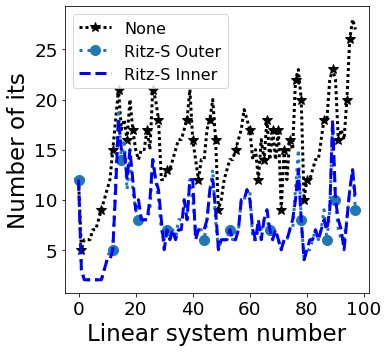 None
Ritz-S Outer
Ritz-S Inner
Number of its
25
20
15
10
5
0 20 40 60 80 100
Linear system number